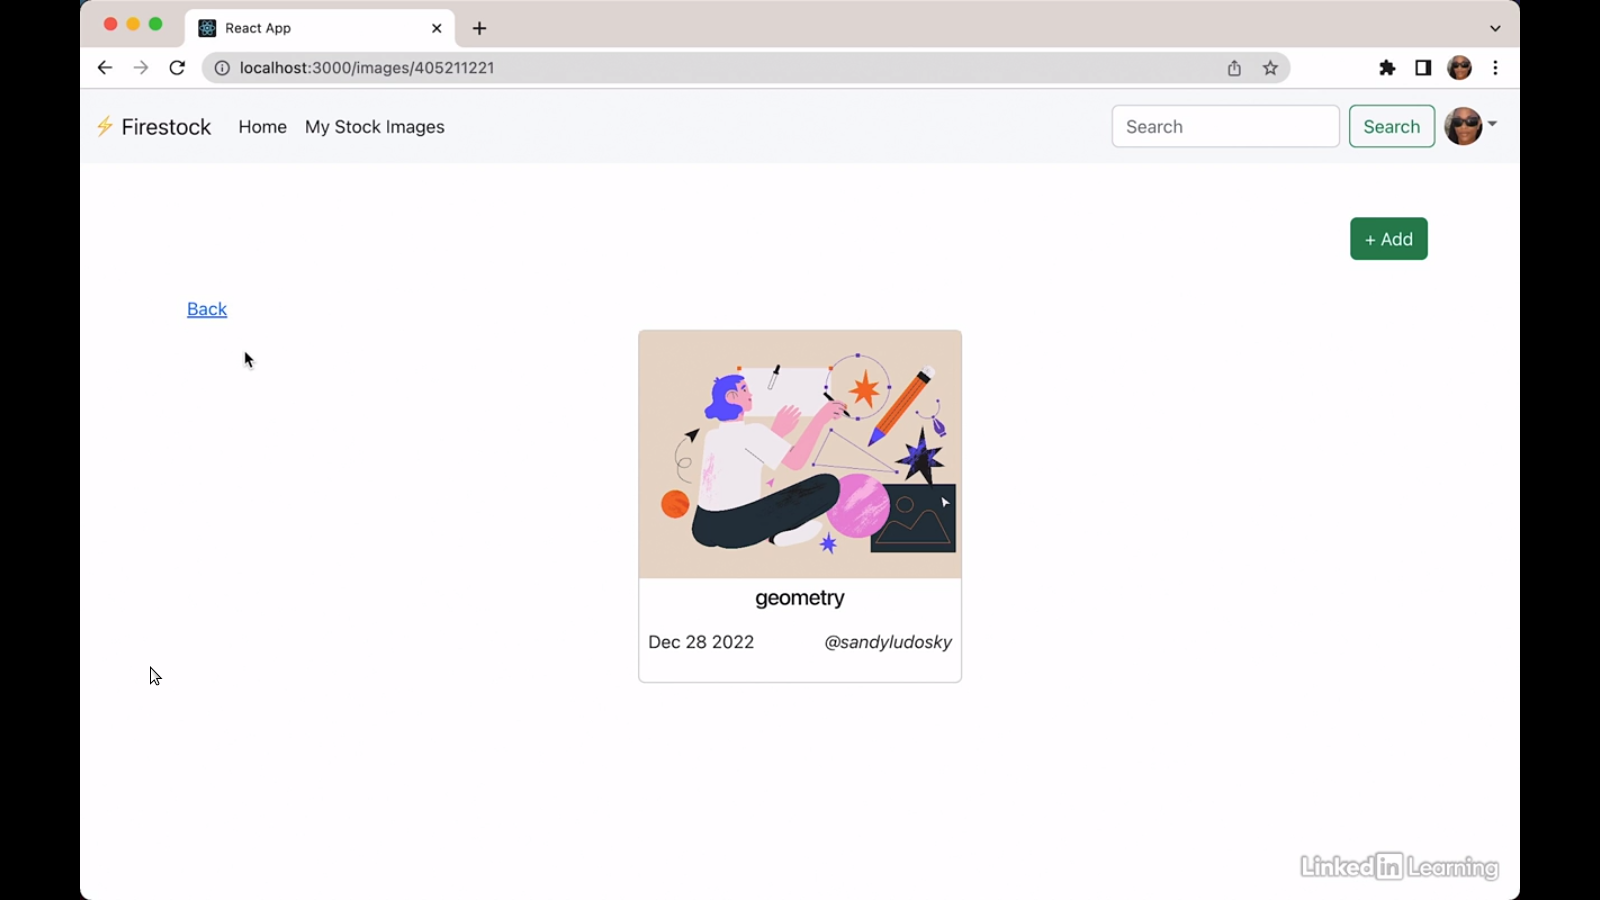 React App
localhost:3000/images/405211221
Firestock
Home
My Stock Images
Search
Search
+ Add
Back
geometry
Dec 28 2022
@sandyludosky
Linked in Learning